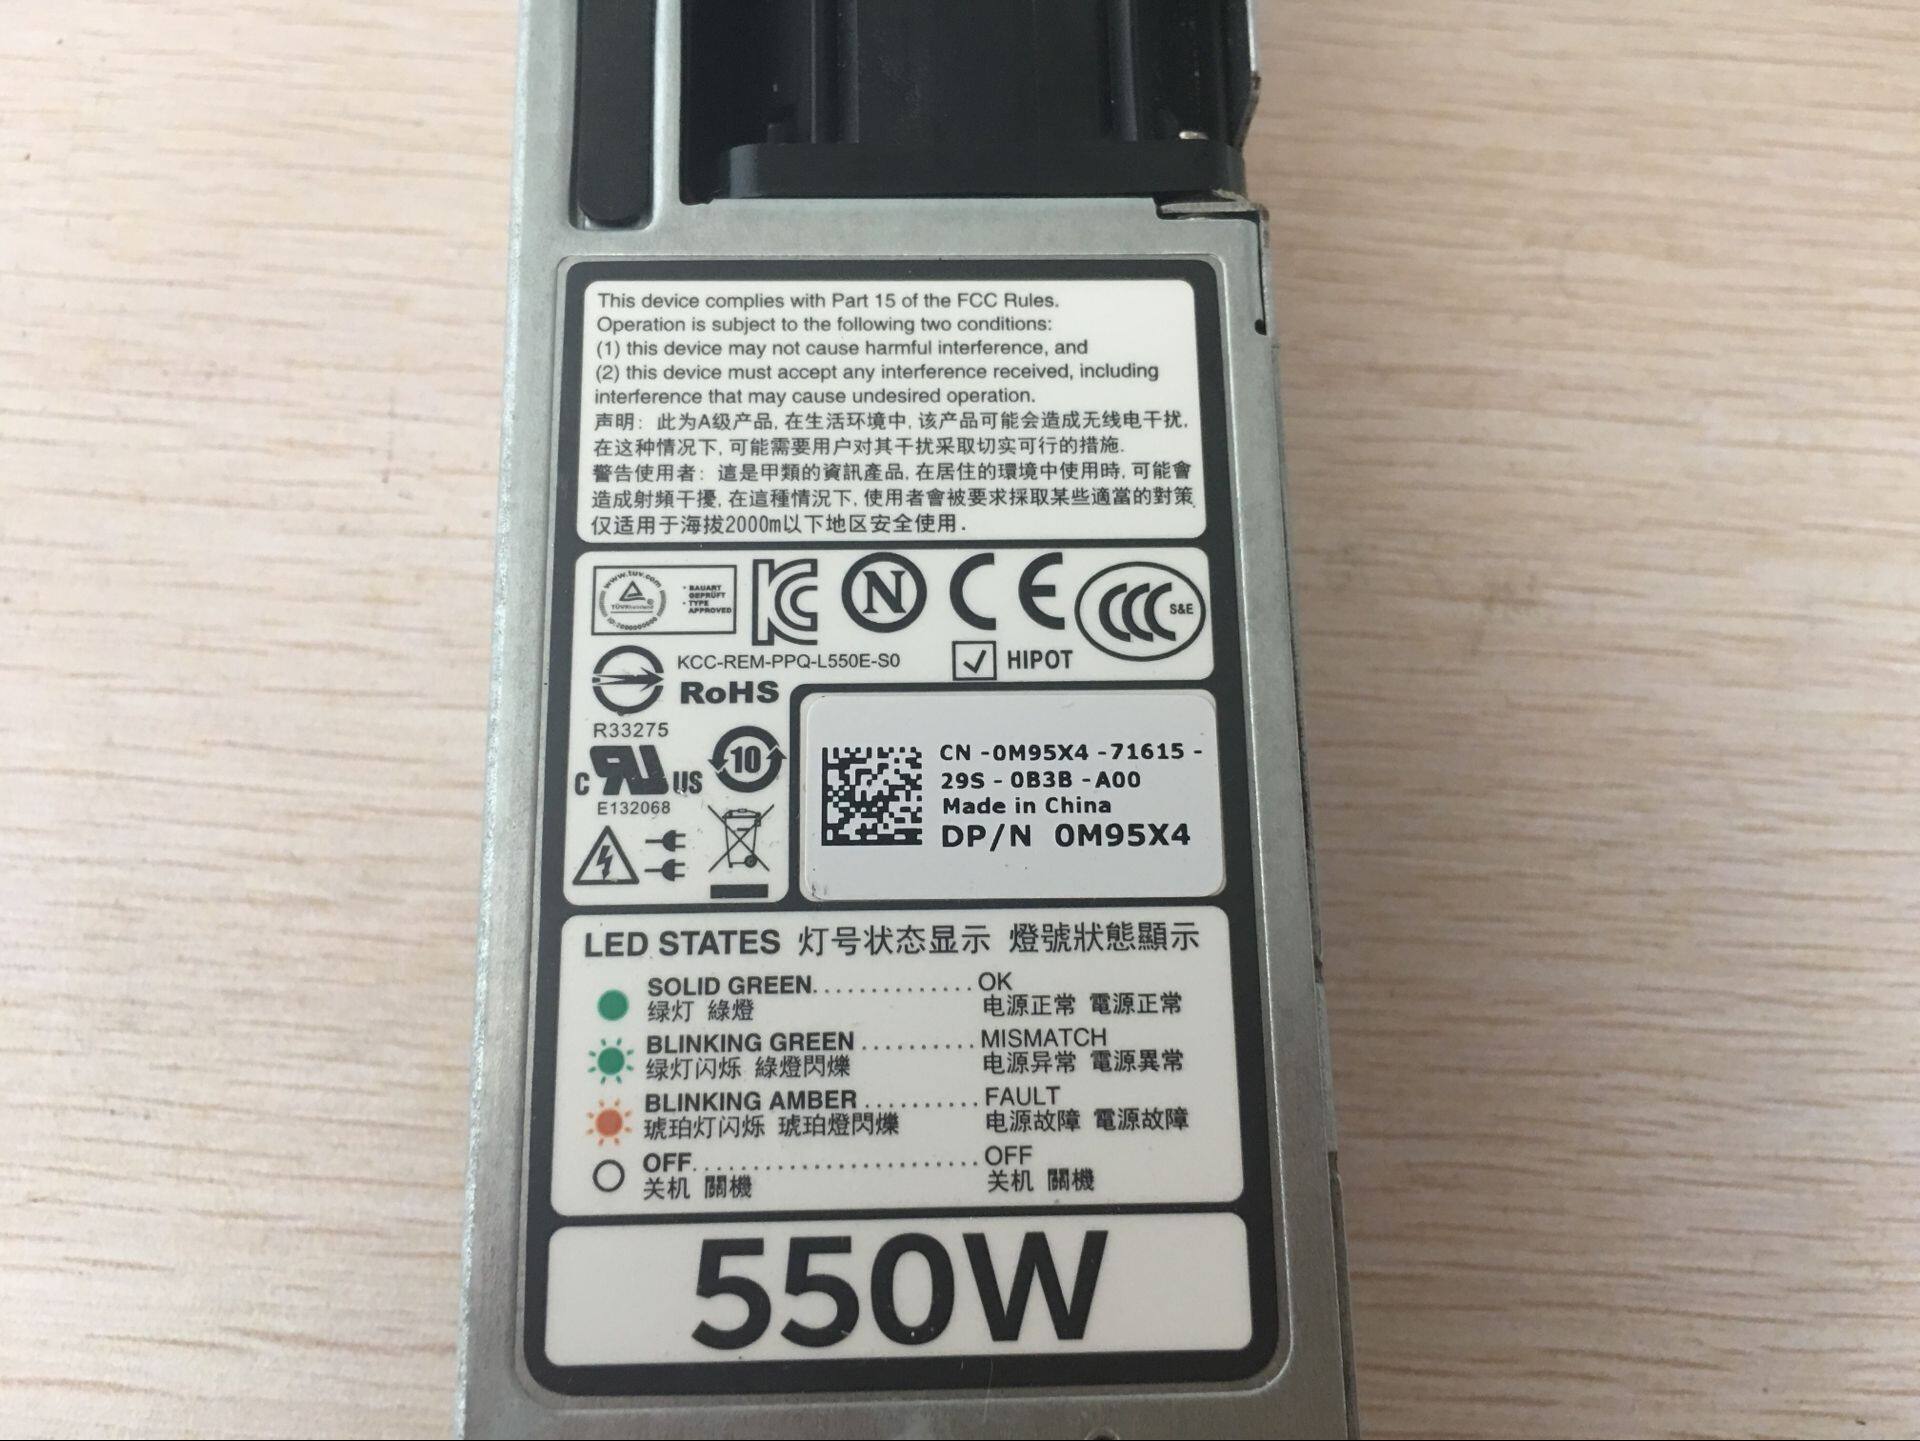 This device complies with Part 15 of the FCC Rules.
Operation is subject to the following two conditions:
(1) this device may not cause harmful interference, and
(2) this device must accept any interference received, including
interference that may cause undesired operation.
声明: 此为A级产品, 在生活环境中, 该产品可能会造成无线电干扰,
在这种情况下, 可能需要用户对其干扰采取切实可行的措施.
警告使用者: 這是甲類的資訊產品, 在居住的環境中使用時, 可能會
造成射頻干擾, 在這種情況下, 使用者會被要求採取某些適當的對策
仅适用于海拔2000m以下地区安全使用.
www.tuv.com
TÜVRheinland
ID:2000000000
• BAUART
GEPRÜFT
• TYPE
APPROVED
KC
N
CE
CCC S&E
KCC-REM-PPQ-L550E-S0
HIPOT
RoHS
R33275
c RU US
10
E132068
CN -0M95X4 -71615 -
29S - 0B3B -A00
Made in China
DP/N 0M95X4
LED STATES 灯号状态显示 燈號狀態顯示
SOLID GREEN..............OK
绿灯 綠燈 电源正常 電源正常
BLINKING GREEN ..........MISMATCH
绿灯闪烁 綠燈閃爍 电源异常 電源異常
BLINKING AMBER ..........FAULT
琥珀灯闪烁 琥珀燈閃爍 电源故障 電源故障
OFF........................OFF
关机 關機 关机 關機
550W